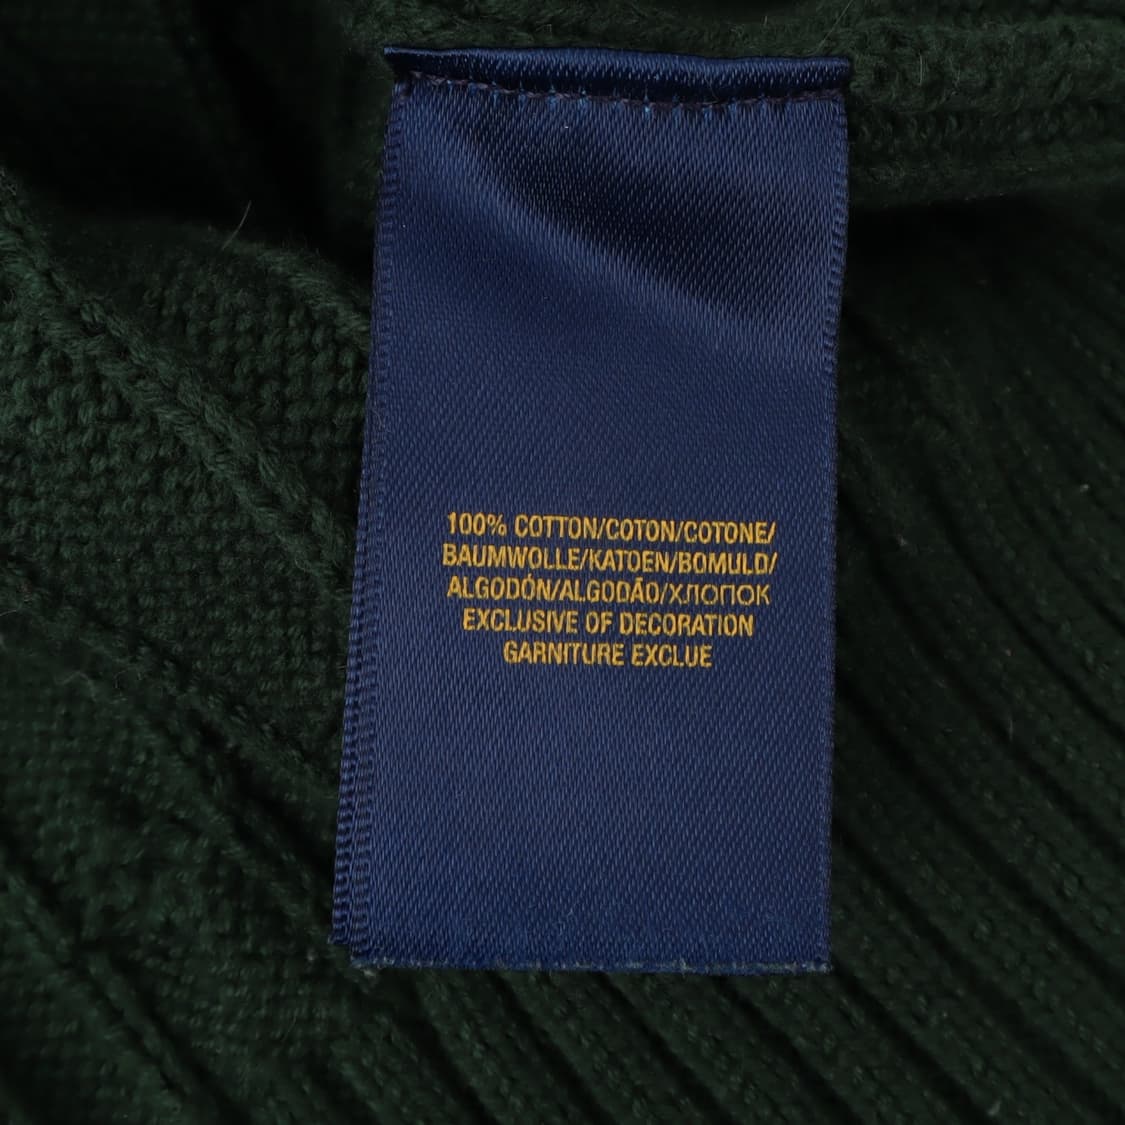 100% COTTON/COTON/COTONE/
BAUMWOLLE/KATOEN/BOMULD/
ALGODÓN/ALGODÃO/ХЛОПОК
EXCLUSIVE OF DECORATION
GARNITURE EXCLUE